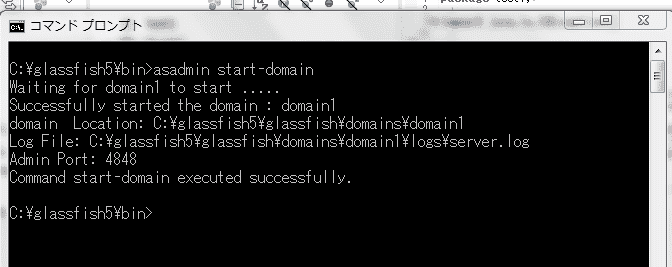 コマンド プロンプト
C:¥glassfish5¥bin>asadmin start-domain
Waiting for domain1 to start .....
Successfully started the domain : domain1
domain  Location: C:¥glassfish5¥glassfish¥domains¥domain1
Log File: C:¥glassfish5¥glassfish¥domains¥domain1¥logs¥server.log
Admin Port: 4848
Command start-domain executed successfully.
C:¥glassfish5¥bin>